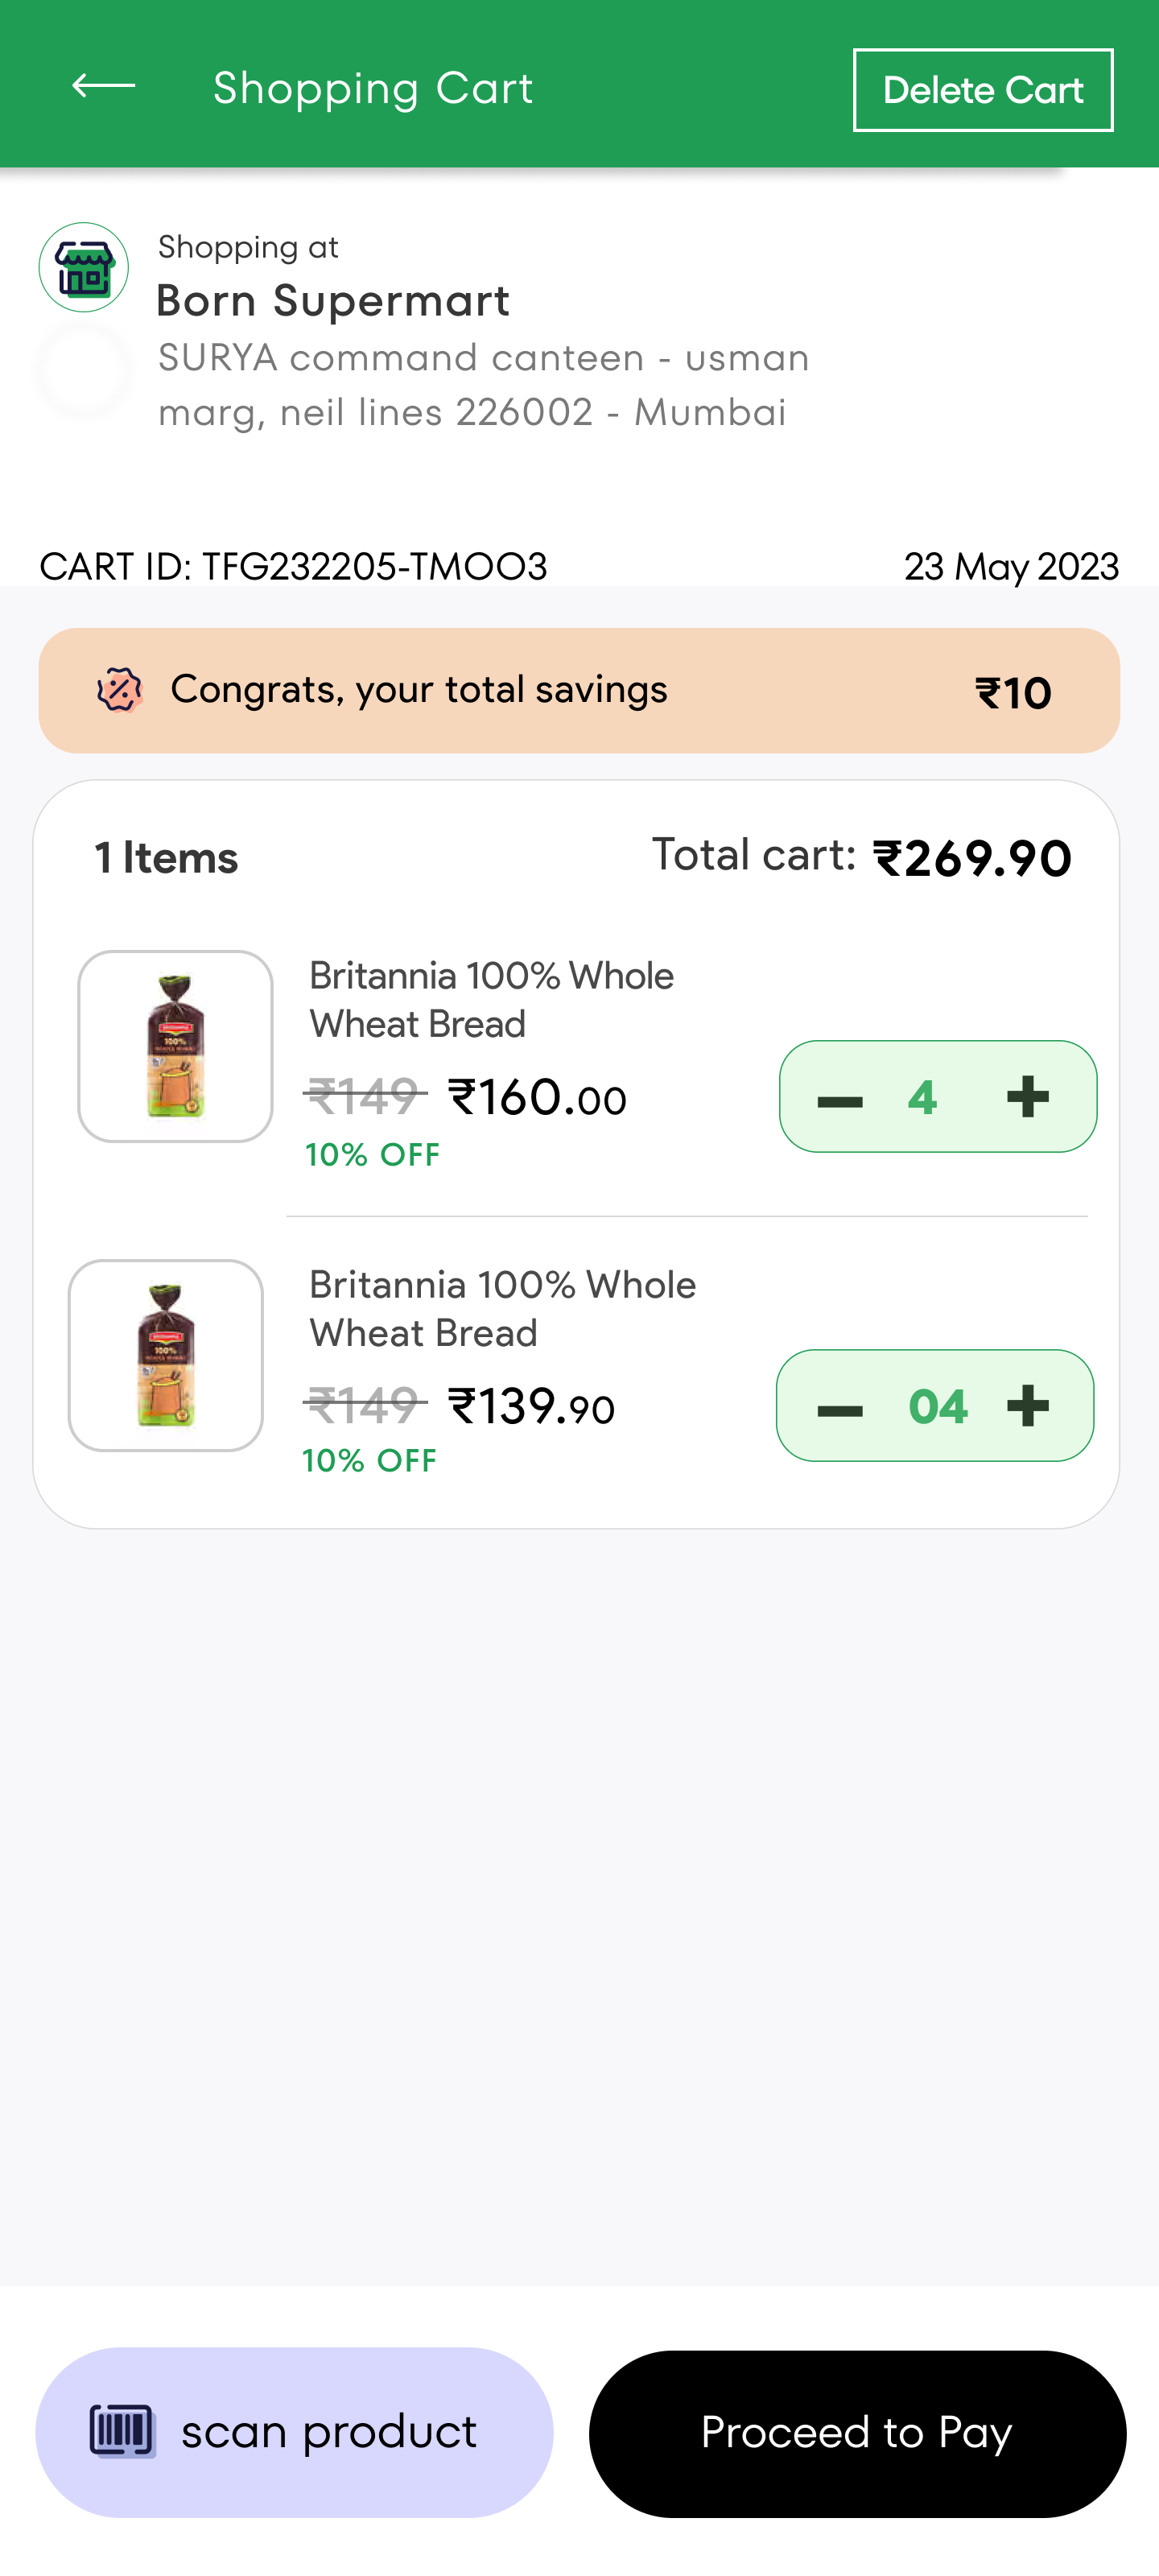 Shopping Cart
Delete Cart
Shopping at
Born Supermart
SURYA command canteen - usman
marg, neil lines 226002 - Mumbai
CART ID: TFG232205-TMOO3
23 May 2023
Congrats, your total savings
₹10
1 Items
Total cart: ₹269.90
100%
Britannia 100% Whole
Wheat Bread
₹149 ₹160.00
10% OFF
4
100%
Britannia 100% Whole
Wheat Bread
₹149 ₹139.90
10% OFF
04
scan product
Proceed to Pay